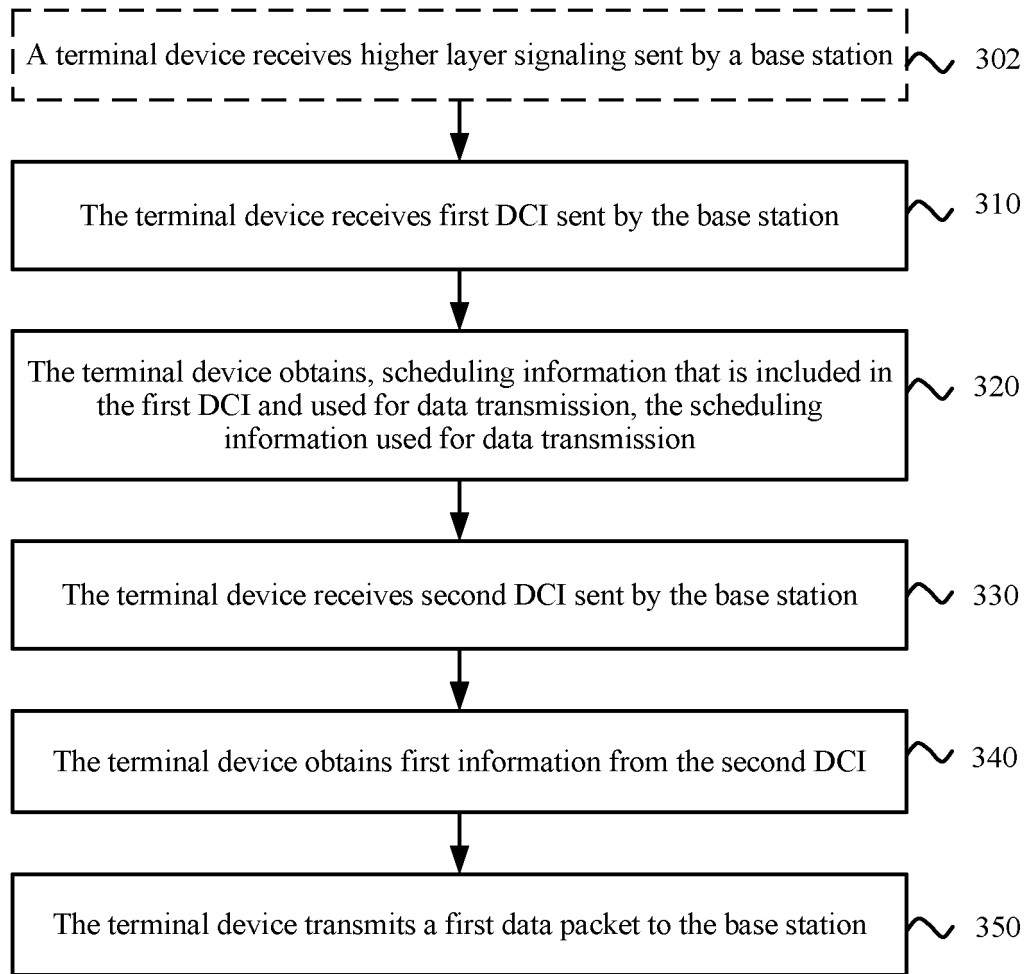 A terminal device receives higher layer signaling sent by a base station
302
The terminal device receives first DCI sent by the base station
310
The terminal device obtains, scheduling information that is included in
the first DCI and used for data transmission, the scheduling
information used for data transmission
320
The terminal device receives second DCI sent by the base station
330
The terminal device obtains first information from the second DCI
340
The terminal device transmits a first data packet to the base station
350